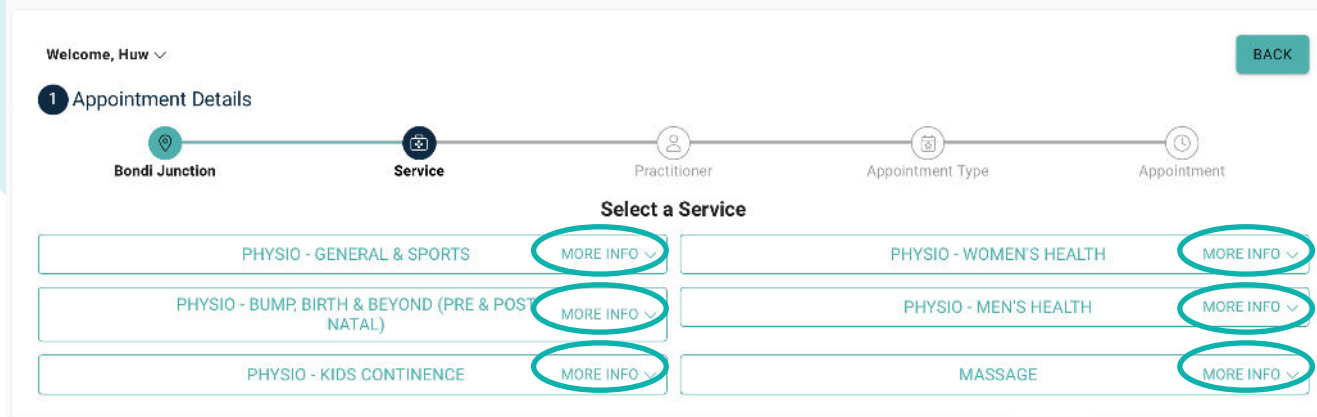 Welcome, Huw
BACK
1 Appointment Details
Bondi Junction
Service
Practitioner
Appointment Type
Appointment
Select a Service
PHYSIO - GENERAL & SPORTS
MORE INFO
PHYSIO - WOMEN'S HEALTH
MORE INFO
PHYSIO - BUMP, BIRTH & BEYOND (PRE & POST
NATAL)
MORE INFO
PHYSIO - MEN'S HEALTH
MORE INFO
PHYSIO - KIDS CONTINENCE
MORE INFO
MASSAGE
MORE INFO